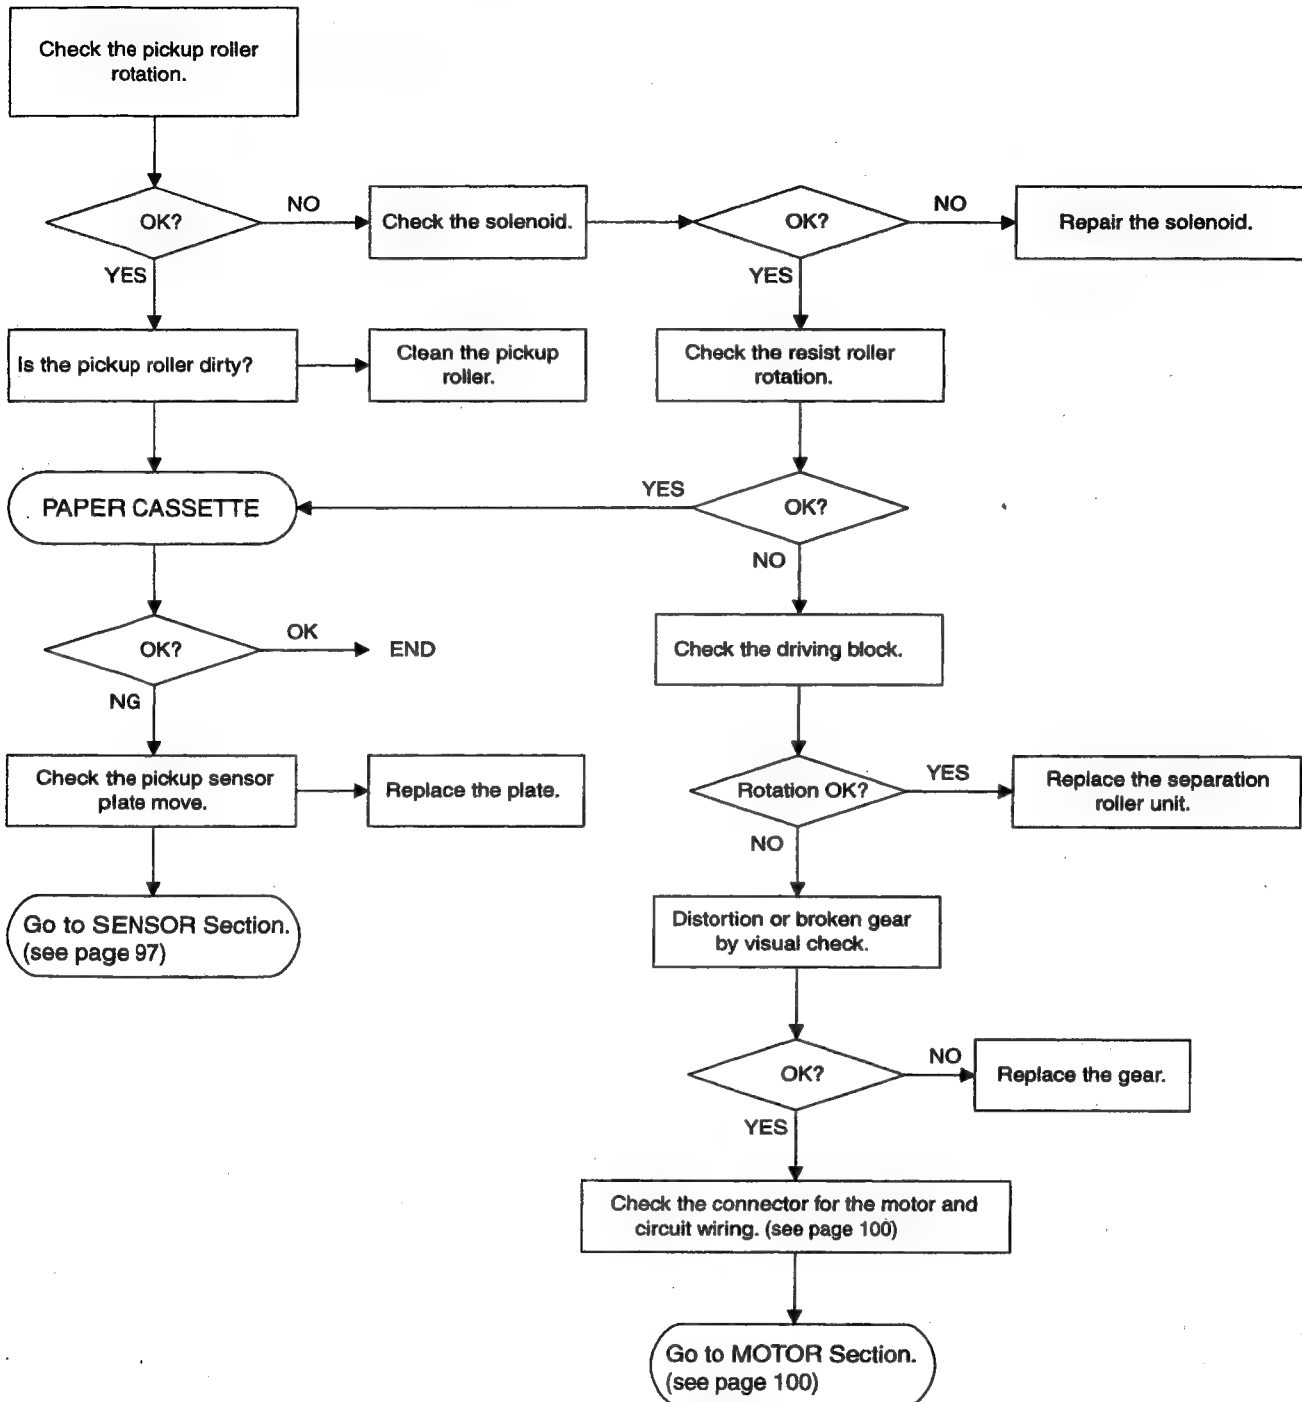 Check the pickup roller
rotation.
OK?
NO
Check the solenoid.
OK?
NO
Repair the solenoid.
YES
YES
Is the pickup roller dirty?
Clean the pickup
roller.
Check the resist roller
rotation.
PAPER CASSETTE
YES
OK?
NO
OK?
OK
END
Check the driving block.
NG
Check the pickup sensor
plate move.
Replace the plate.
Rotation OK?
YES
Replace the separation
roller unit.
NO
Go to SENSOR Section.
(see page 97)
Distortion or broken gear
by visual check.
OK?
NO
Replace the gear.
YES
Check the connector for the motor and
circuit wiring. (see page 100)
Go to MOTOR Section.
(see page 100)